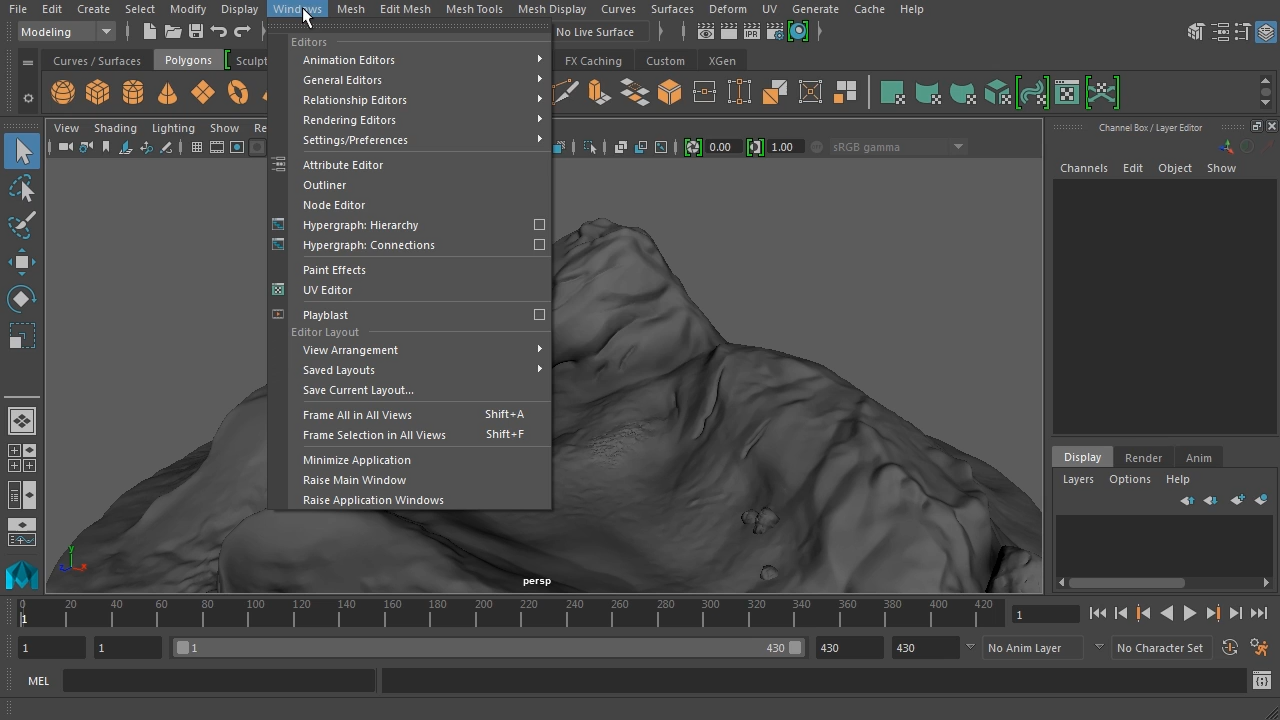 File Edit Create Select Modify Display Windows Mesh Edit Mesh Mesh Tools Mesh Display Curves Surfaces Deform UV Generate Cache Help
Modeling No Live Surface IPR
Curves / Surfaces Polygons Sculpt FX Caching Custom XGen
View Shading Lighting Show Re 0.00 1.00 sRGB gamma
Editors
Animation Editors
General Editors
Relationship Editors
Rendering Editors
Settings/Preferences
Attribute Editor
Outliner
Node Editor
Hypergraph: Hierarchy
Hypergraph: Connections
Paint Effects
UV Editor
Playblast
Editor Layout
View Arrangement
Saved Layouts
Save Current Layout...
Frame All in All Views Shift+A
Frame Selection in All Views Shift+F
Minimize Application
Raise Main Window
Raise Application Windows
persp
y
Channel Box / Layer Editor
Channels Edit Object Show
Display Render Anim
Layers Options Help
0 20 40 60 80 100 120 140 160 180 200 220 240 260 280 300 320 340 360 380 400 420
1 1
1 1 1 430 430 430 No Anim Layer No Character Set
MEL